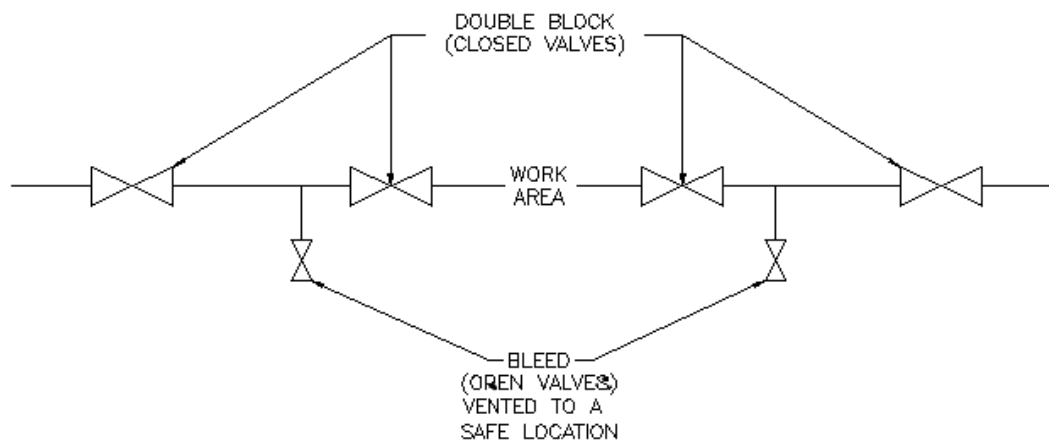 DOUBLE BLOCK
(CLOSED VALVES)
WORK
AREA
BLEED
(OPEN VALVES)
VENTED TO A
SAFE LOCATION